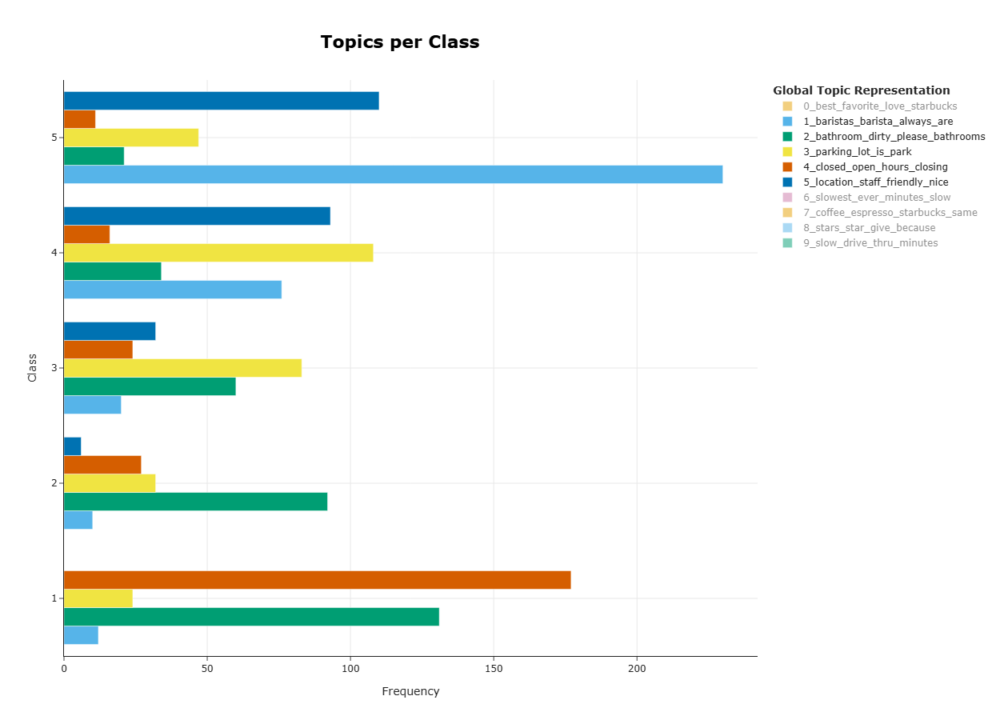 Topics per Class
Global Topic Representation
0_best_favorite_love_starbucks
1_baristas_barista_always_are
2_bathroom_dirty_please_bathrooms
3_parking_lot_is_park
4_closed_open_hours_closing
5_location_staff_friendly_nice
6_slowest_ever_minutes_slow
7_coffee_espresso_starbucks_same
8_stars_star_give_because
9_slow_drive_thru_minutes
5
4
3
2
1
Class
0 50 100 150 200
Frequency